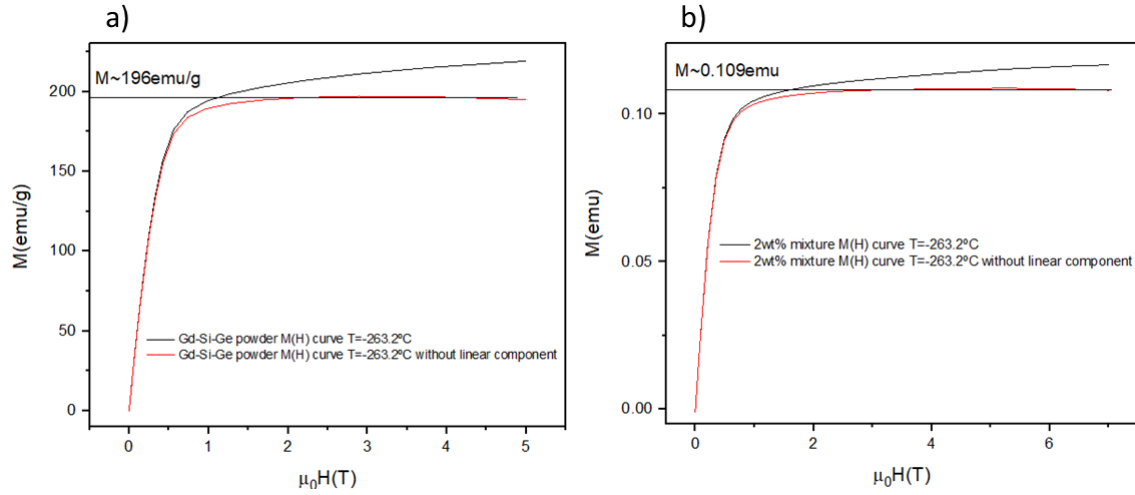 a)
M~196emu/g
200
150
100
50
0
M(emu/g)
Gd-Si-Ge powder M(H) curve T=-263.2ºC
Gd-Si-Ge powder M(H) curve T=-263.2ºC without linear component
0 1 2 3 4 5
μ₀H(T)
b)
M~0.109emu
0.10
0.05
0.00
M(emu)
2wt% mixture M(H) curve T=-263.2ºC
2wt% mixture M(H) curve T=-263.2ºC without linear component
0 2 4 6
μ₀H(T)